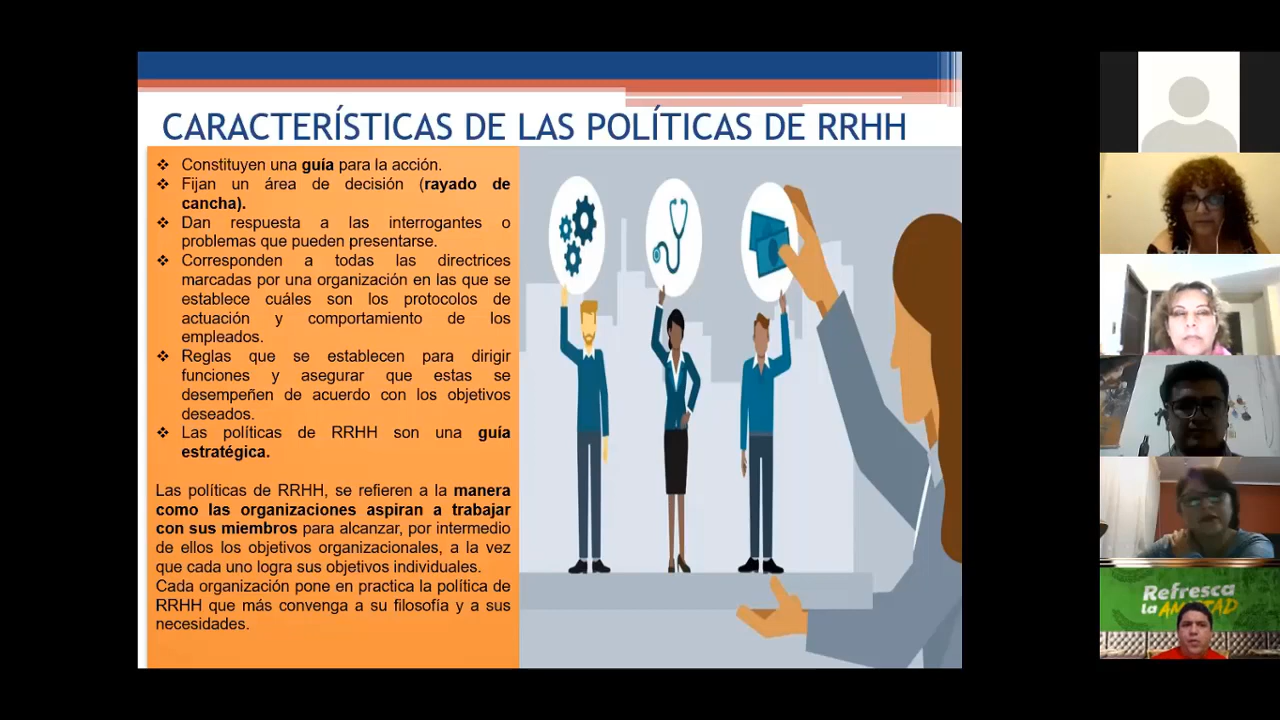 CARACTERÍSTICAS DE LAS POLÍTICAS DE RRHH
❖ Constituyen una guía para la acción.
❖ Fijan un área de decisión (rayado de
cancha).
❖ Dan respuesta a las interrogantes o
problemas que pueden presentarse.
❖ Corresponden a todas las directrices
marcadas por una organización en las que se
establece cuáles son los protocolos de
actuación y comportamiento de los
empleados.
❖ Reglas que se establecen para dirigir
funciones y asegurar que estas se
desempeñen de acuerdo con los objetivos
deseados.
❖ Las políticas de RRHH son una guía
estratégica.
Las políticas de RRHH, se refieren a la manera
como las organizaciones aspiran a trabajar
con sus miembros para alcanzar, por intermedio
de ellos los objetivos organizacionales, a la vez
que cada uno logra sus objetivos individuales.
Cada organización pone en practica la política de
RRHH que más convenga a su filosofía y a sus
necesidades.
Refresca
la